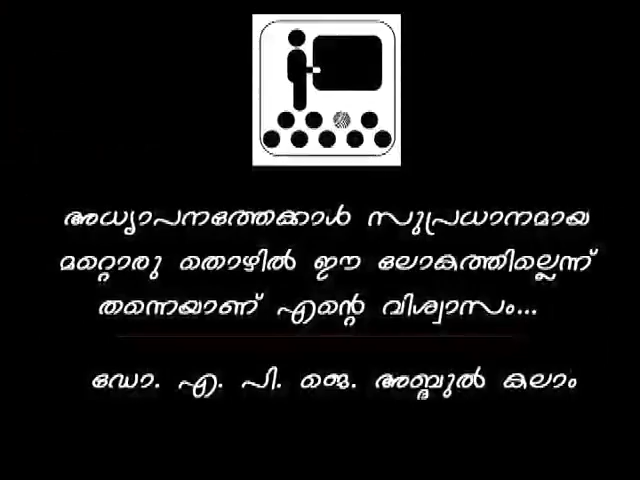 അധ്യാപനത്തേക്കാൾ സുപ്രധാനമായ
മറ്റൊരു തൊഴിൽ ഈ ലോകത്തില്ലെന്ന്
തന്നെയാണ് എന്റെ വിശ്വാസം...
ഡോ. എ. പി. ജെ. അബ്ദുൽ കലാം